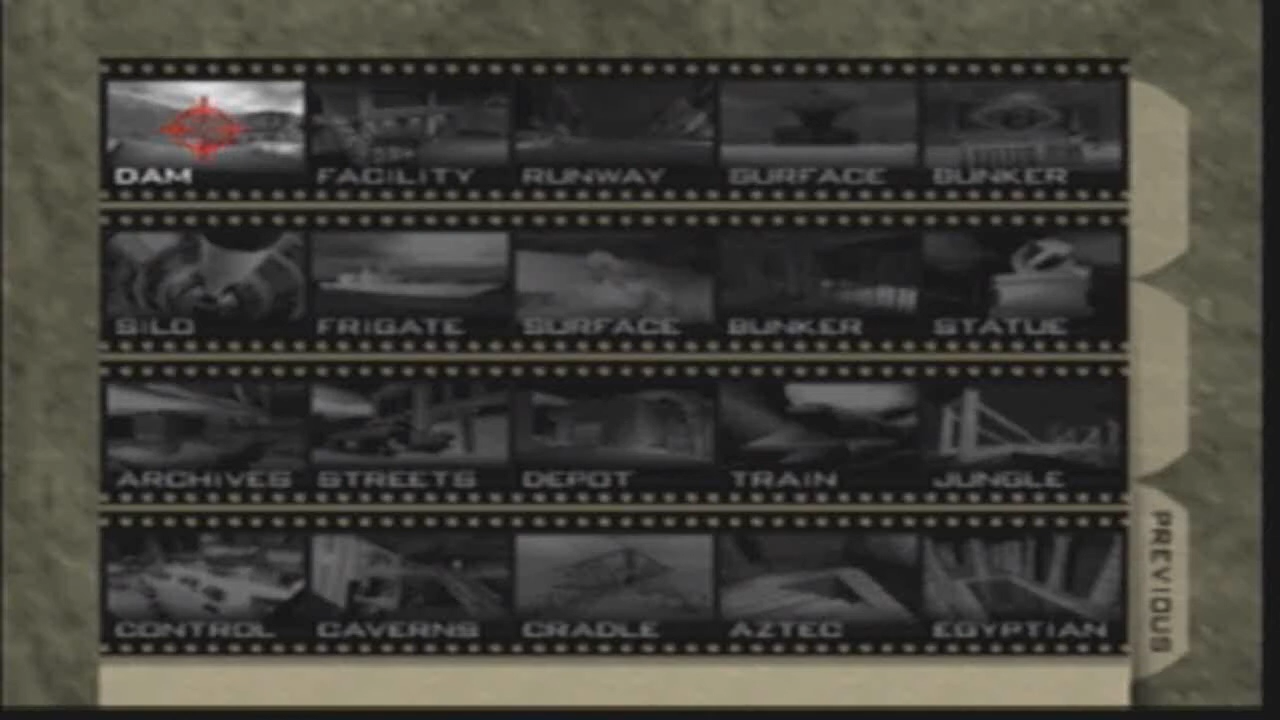 DAM FACILITY RUNWAY SURFACE BUNKER
SILO FRIGATE SURFACE BUNKER STATUE
ARCHIVES STREETS DEPOT TRAIN JUNGLE
CONTROL CAVERNS CRADLE AZTEC EGYPTIAN
PREVIOUS